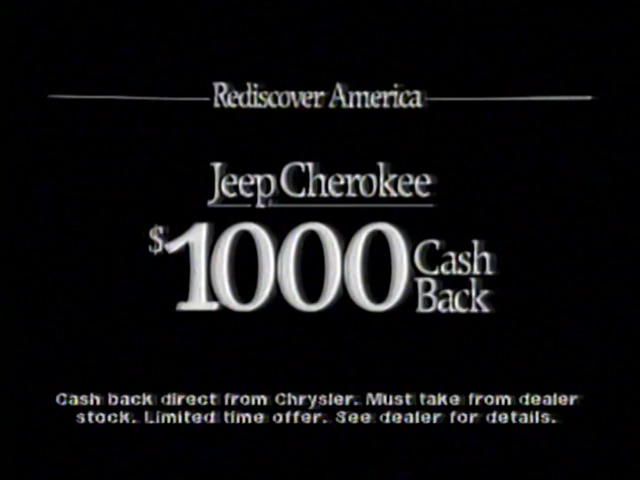 Rediscover America
Jeep Cherokee
$1000 Cash Back
Cash back direct from Chrysler. Must take from dealer
stock. Limited time offer. See dealer for details.